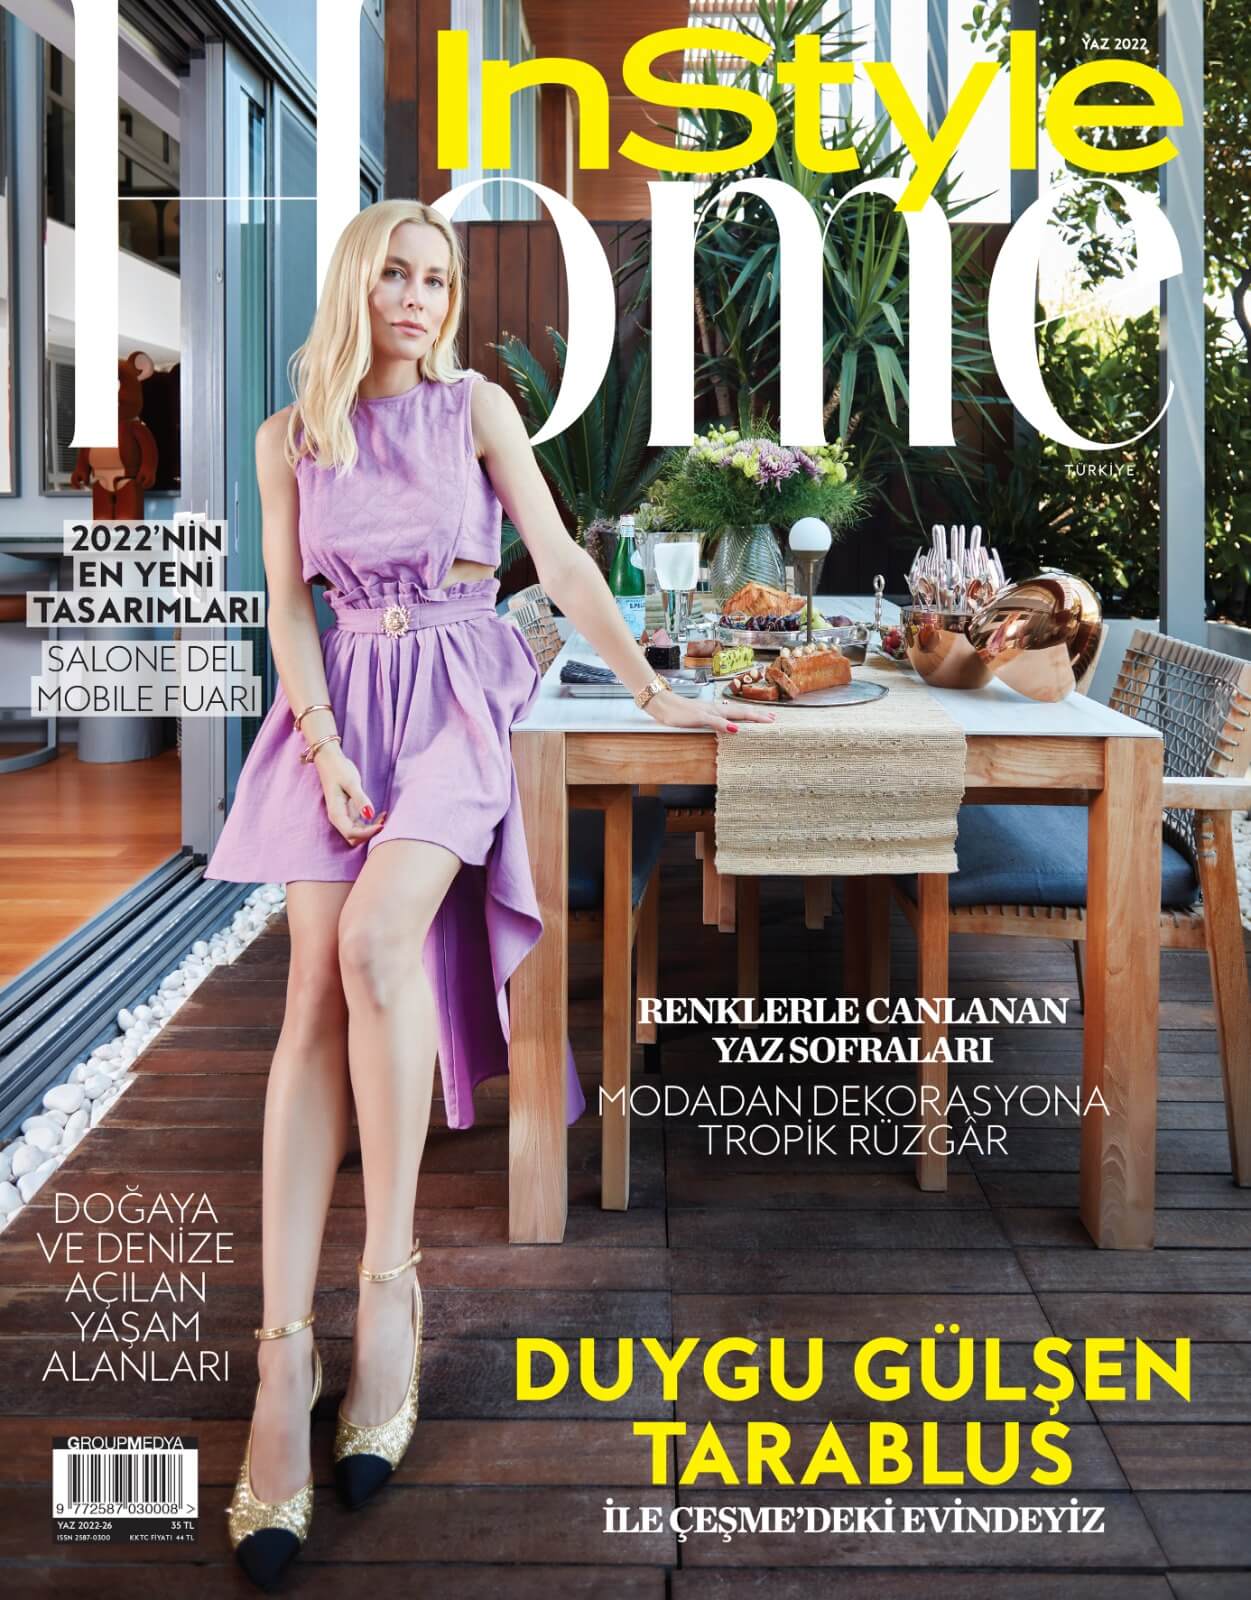 YAZ 2022
InStyle
Home
TÜRKİYE
2022'NİN
EN YENİ
TASARIMLARI
SALONE DEL
MOBILE FUARI
RENKLERLE CANLANAN
YAZ SOFRALARI
MODADAN DEKORASYONA
TROPİK RÜZGÂR
DOĞAYA
VE DENİZE
AÇILAN
YAŞAM
ALANLARI
DUYGU GÜLŞEN
TARABLUS
İLE ÇEŞME'DEKİ EVİNDEYİZ
GROUPMEDYA
9 772587 030008 >
YAZ 2022-26 35 TL
ISSN 2587-0300 KKTC FİYATI 44 TL